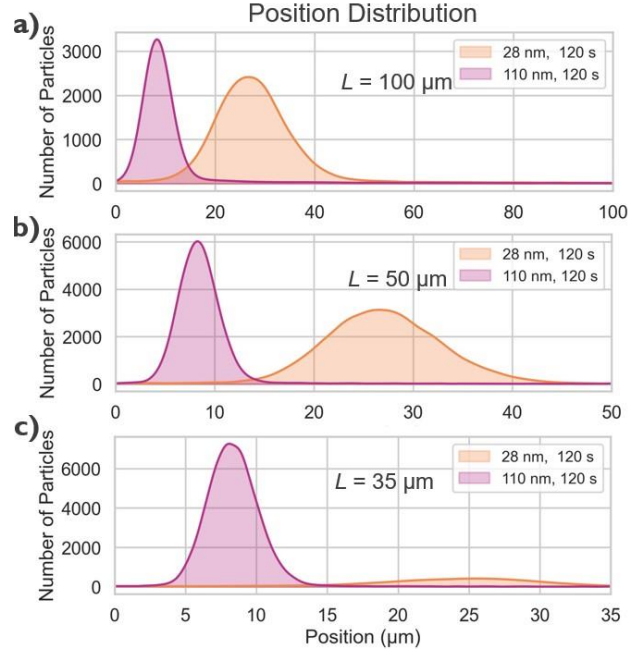 Position Distribution
a)
Number of Particles
3000
2000
1000
0
28 nm, 120 s
110 nm, 120 s
L = 100 µm
0 20 40 60 80 100
b)
Number of Particles
6000
4000
2000
0
28 nm, 120 s
110 nm, 120 s
L = 50 µm
0 10 20 30 40 50
c)
Number of Particles
6000
4000
2000
0
28 nm, 120 s
110 nm, 120 s
L = 35 µm
0 5 10 15 20 25 30 35
Position (µm)